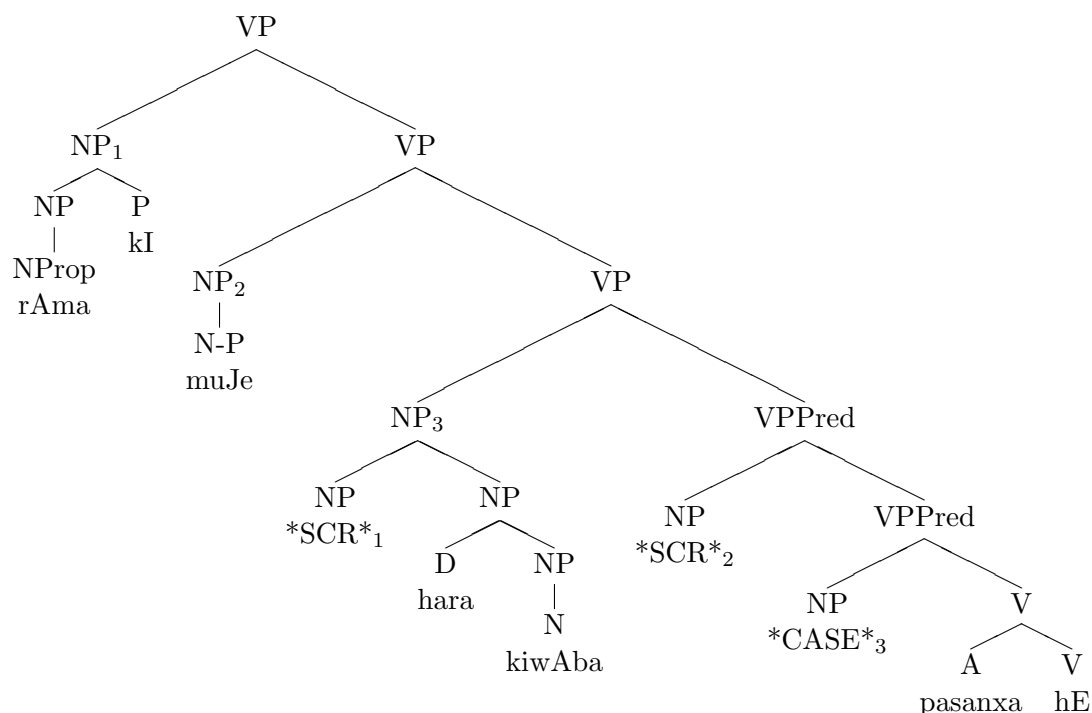 VP
NP₁ VP
NP P
kI
NProp
rAma
NP₂ VP
N-P
muJe
NP₃ VPPred
NP NP NP VPPred
*SCR*₁ *SCR*₂
D NP NP V
hara *CASE*₃
N A V
kiwAba pasanxa hE